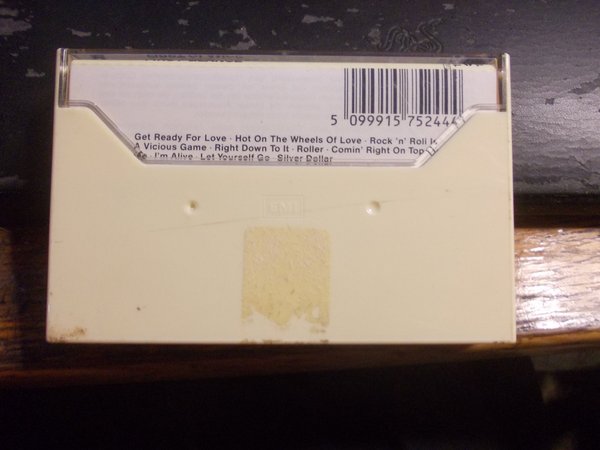 5 099915 752444
Get Ready For Love · Hot On The Wheels Of Love · Rock 'n' Roll Is
A Vicious Game · Right Down To It · Roller · Comin' Right On Top
I'm Alive · Let Yourself Go · Silver Dollar
EMI